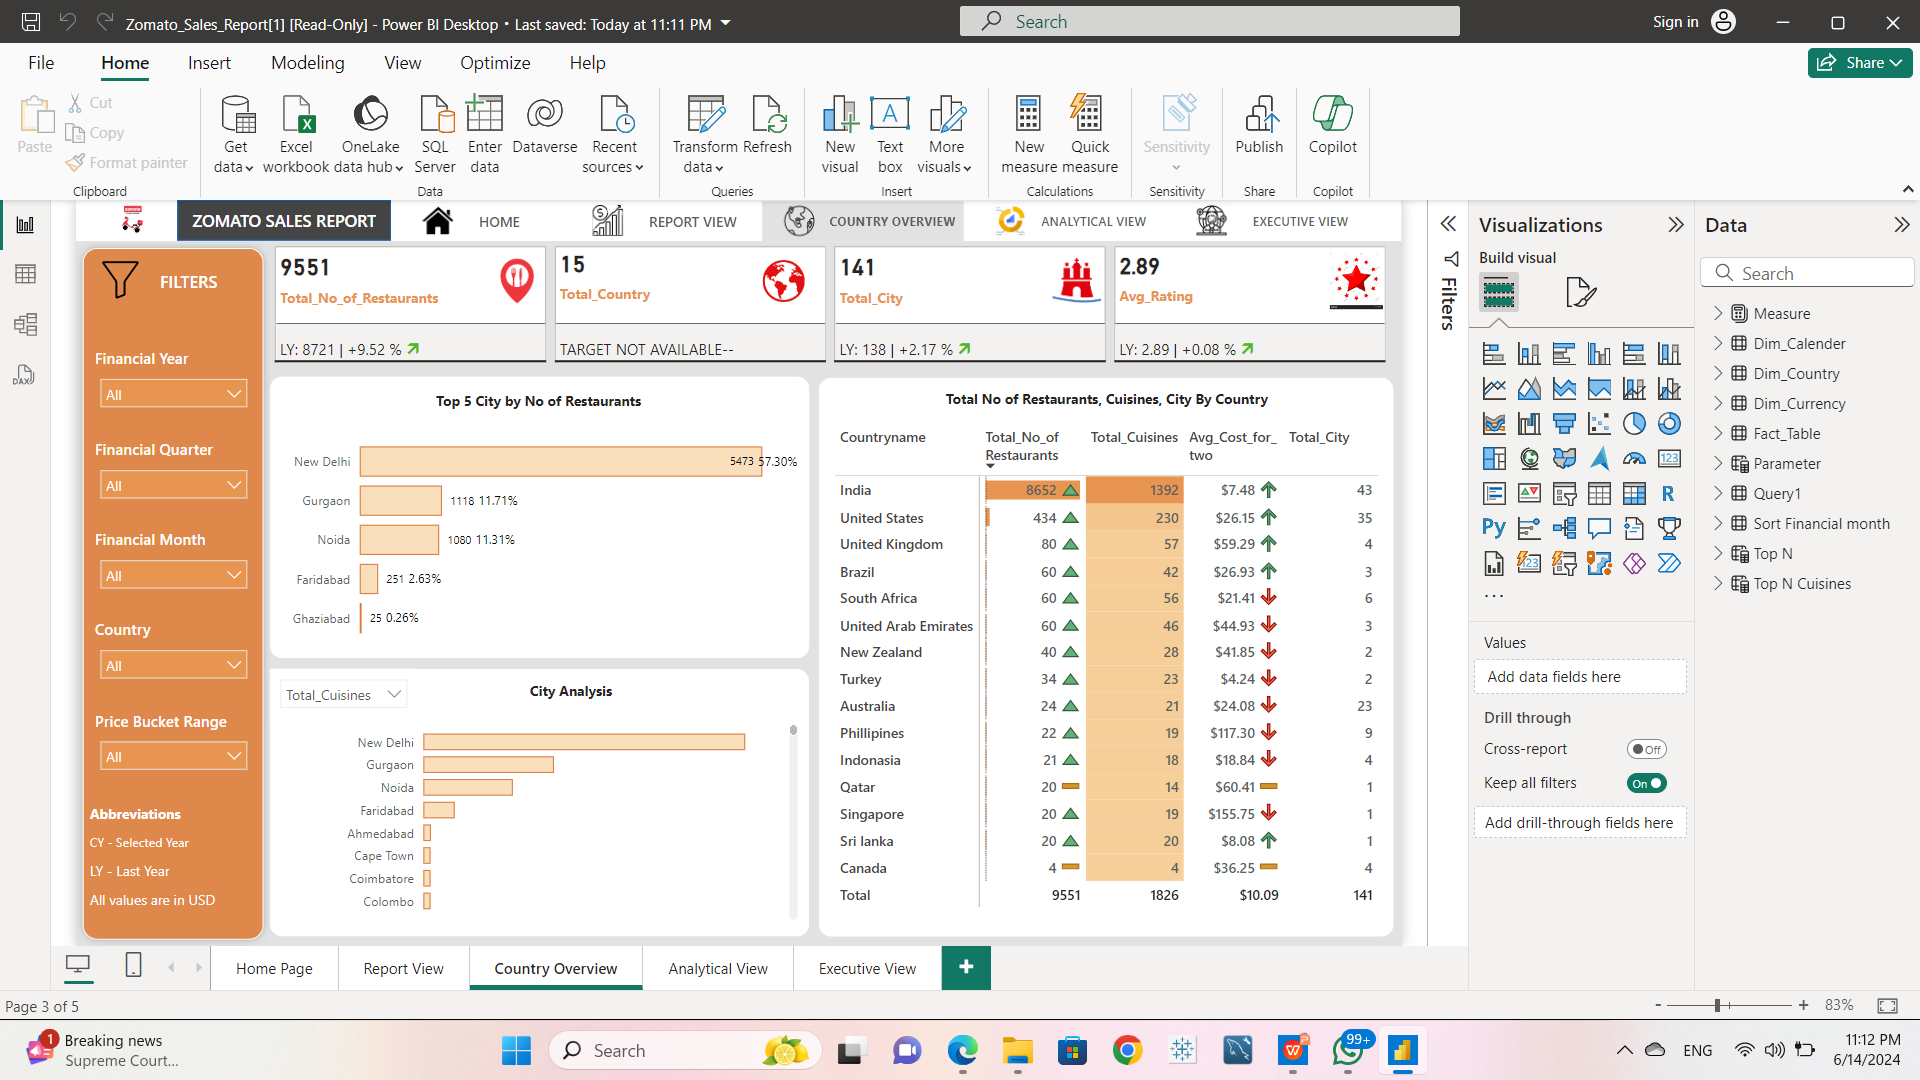 Zomato_Sales_Report[1] [Read-Only] - Power BI Desktop • Last saved: Today at 11:11 PM
Search
Sign in
File
Home
Insert
Modeling
View
Optimize
Help
Share
Paste
Cut
Copy
Format painter
Clipboard
Get data
Excel workbook
OneLake data hub
SQL Server
Enter data
Dataverse
Recent sources
Data
Transform data
Refresh
Queries
New visual
Text box
More visuals
Insert
New measure
Quick measure
Calculations
Sensitivity
Sensitivity
Publish
Share
Copilot
Copilot
ZOMATO SALES REPORT
HOME
REPORT VIEW
COUNTRY OVERVIEW
ANALYTICAL VIEW
EXECUTIVE VIEW
FILTERS
Financial Year
All
Financial Quarter
All
Financial Month
All
Country
All
Price Bucket Range
All
Abbreviations
CY - Selected Year
LY - Last Year
All values are in USD
9551
Total_No_of_Restaurants
LY: 8721 | +9.52 %
15
Total_Country
TARGET NOT AVAILABLE--
141
Total_City
LY: 138 | +2.17 %
2.89
Avg_Rating
LY: 2.89 | +0.08 %
Top 5 City by No of Restaurants
New Delhi 5473 57.30%
Gurgaon 1118 11.71%
Noida 1080 11.31%
Faridabad 251 2.63%
Ghaziabad 25 0.26%
Total_Cuisines
City Analysis
New Delhi
Gurgaon
Noida
Faridabad
Ahmedabad
Cape Town
Coimbatore
Colombo
Total No of Restaurants, Cuisines, City By Country
Countryname Total_No_of_Restaurants Total_Cuisines Avg_Cost_for_two Total_City
India 8652 1392 $7.48 43
United States 434 230 $26.15 35
United Kingdom 80 57 $59.29 4
Brazil 60 42 $26.93 3
South Africa 60 56 $21.41 6
United Arab Emirates 60 46 $44.93 3
New Zealand 40 28 $41.85 2
Turkey 34 23 $4.24 2
Australia 24 21 $24.08 23
Phillipines 22 19 $117.30 9
Indonasia 21 18 $18.84 4
Qatar 20 14 $60.41 1
Singapore 20 19 $155.75 1
Sri lanka 20 20 $8.08 1
Canada 4 4 $36.25 4
Total 9551 1826 $10.09 141
Filters
Visualizations
Build visual
123
R
Py
123
...
Values
Add data fields here
Drill through
Cross-report
Off
Keep all filters
On
Add drill-through fields here
Data
Search
Measure
Dim_Calender
Dim_Country
Dim_Currency
Fact_Table
Parameter
Query1
Sort Financial month
Top N
Top N Cuisines
DAX
Home Page
Report View
Country Overview
Analytical View
Executive View
+
Page 3 of 5
- + 83%
1
Breaking news
Supreme Court...
Search
99+
ENG
11:12 PM
6/14/2024